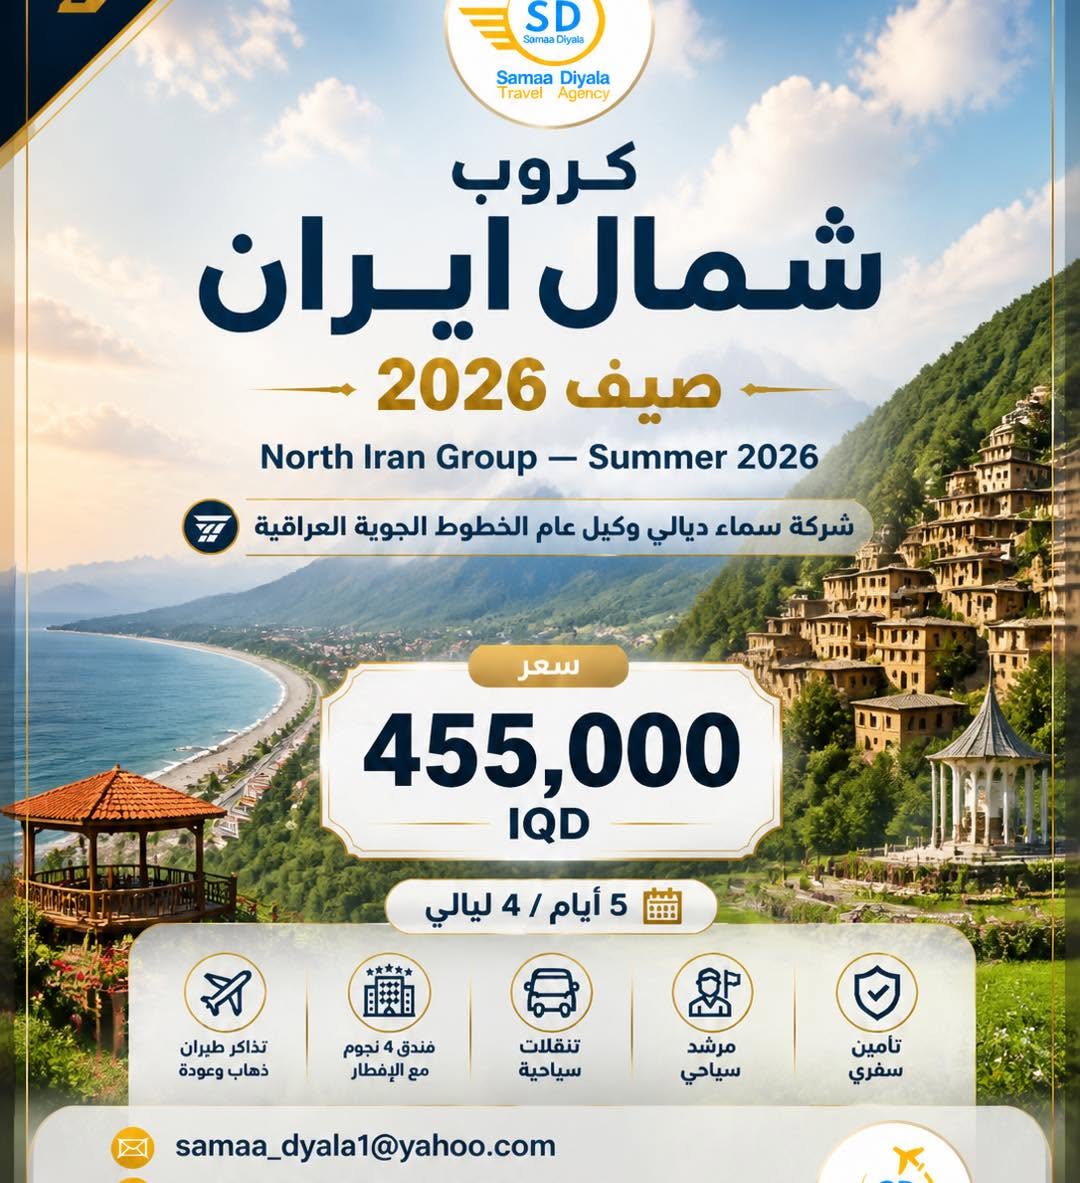 SD
Samaa Diyala
Samaa Diyala
Travel Agency
كروب
شمال ايران
صيف 2026
North Iran Group — Summer 2026
شركة سماء ديالي وكيل عام الخطوط الجوية العراقية
سعر
455,000
IQD
5 أيام / 4 ليالي
تأمين سفري
مرشد سياحي
تنقلات سياحية
فندق 4 نجوم مع الإفطار
تذاكر طيران ذهاب وعودة
samaa_dyala1@yahoo.com